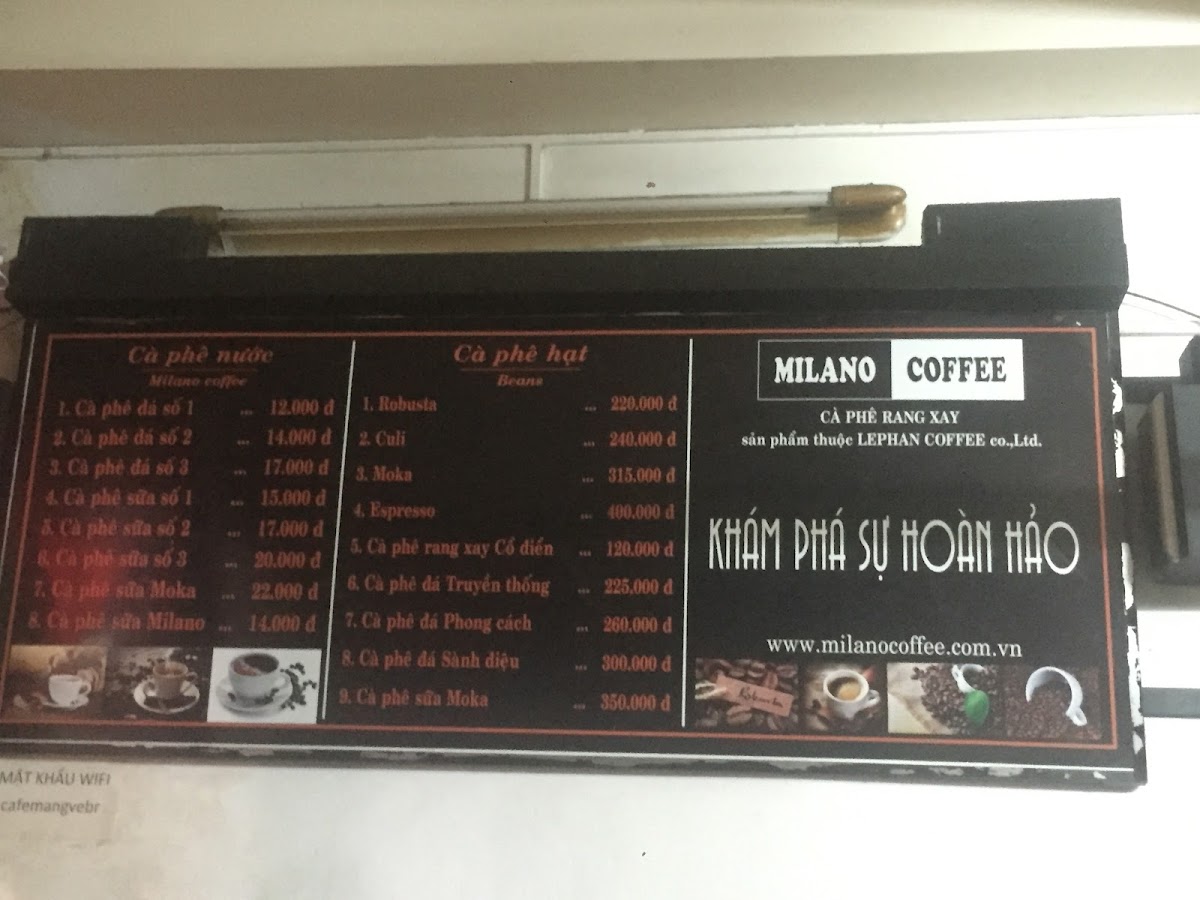 Cà phê nước
Milano coffee
1. Cà phê đá số 1 ... 12.000 đ
2. Cà phê đá số 2 ... 14.000 đ
3. Cà phê đá số 3 ... 17.000 đ
4. Cà phê sữa số 1 ... 15.000 đ
5. Cà phê sữa số 2 ... 17.000 đ
6. Cà phê sữa số 3 ... 20.000 đ
7. Cà phê sữa Moka ... 22.000 đ
8. Cà phê sữa Milano ... 14.000 đ
Cà phê hạt
Beans
1. Robusta ... 220.000 đ
2. Culi ... 240.000 đ
3. Moka ... 315.000 đ
4. Espresso ... 400.000 đ
5. Cà phê rang xay Cổ điển ... 120.000 đ
6. Cà phê đá Truyền thống ... 225.000 đ
7. Cà phê đá Phong cách ... 260.000 đ
8. Cà phê đá Sành điệu ... 300.000 đ
9. Cà phê sữa Moka ... 350.000 đ
MILANO COFFEE
CÀ PHÊ RANG XAY
sản phẩm thuộc LEPHAN COFFEE co.,Ltd.
KHÁM PHÁ SỰ HOÀN HẢO
www.milanocoffee.com.vn
Robusta
MẬT KHẨU WIFI
cafemangvebr